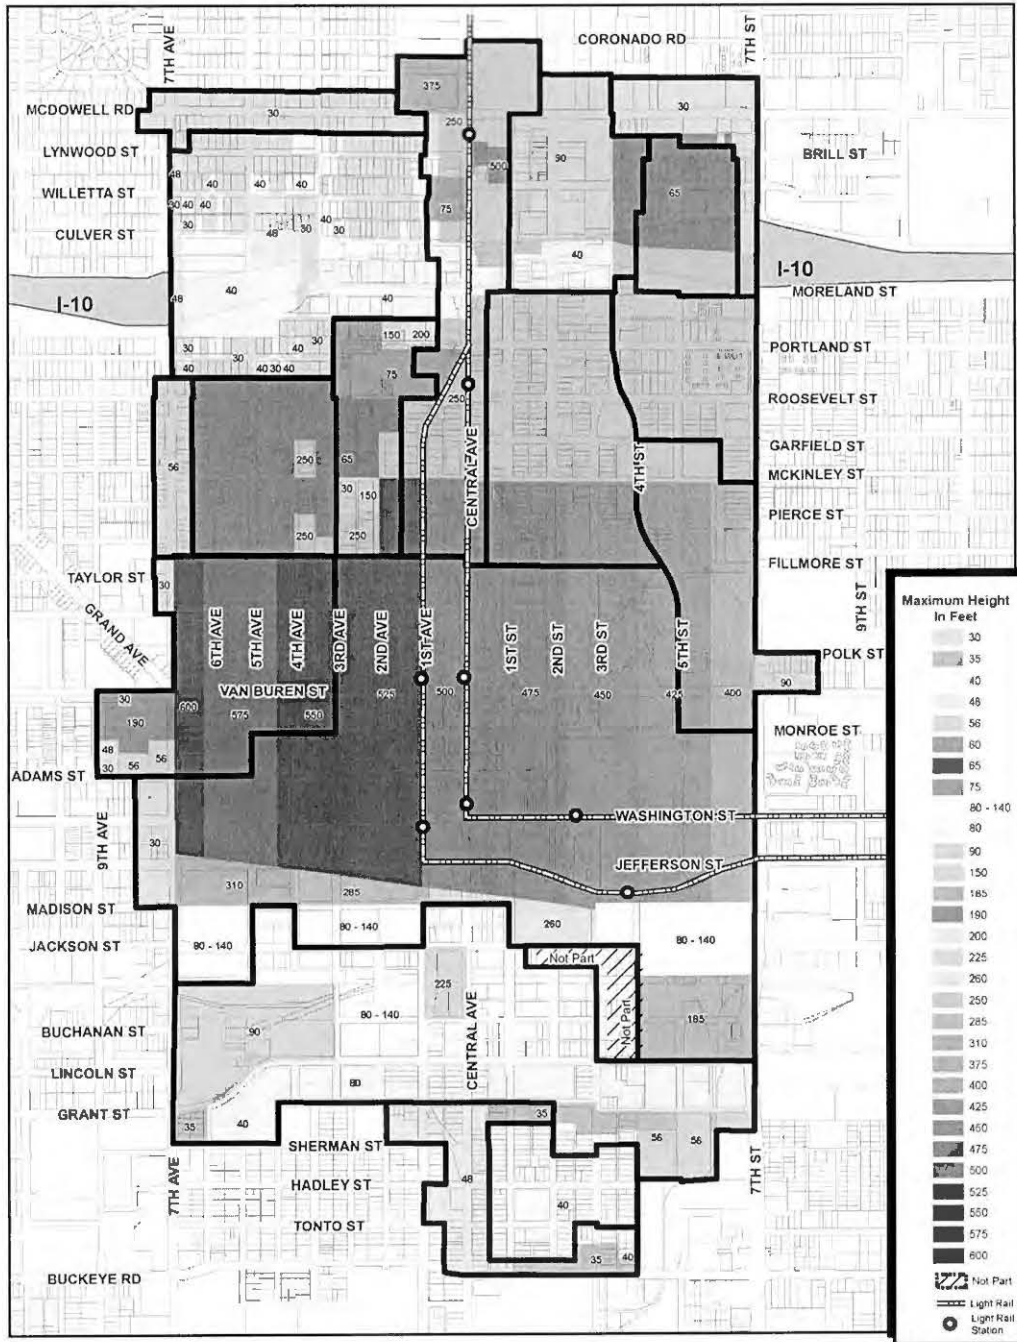 CORONADO RD
7TH AVE
7TH ST
375
MCDOWELL RD
30
30
250
LYNWOOD ST
BRILL ST
500
90
48
40
40
40
40
WILLETTA ST
65
30
40
40
75
CULVER ST
30
48
30
40
30
40
I-10
I-10
48
40
40
MORELAND ST
150
200
PORTLAND ST
30
30
40
30
40
40
30
40
75
ROOSEVELT ST
250
CENTRAL AVE
4TH ST
GARFIELD ST
56
250
65
MCKINLEY ST
30
150
PIERCE ST
250
250
FILLMORE ST
TAYLOR ST
30
GRAND AVE
9TH ST
6TH AVE
5TH AVE
4TH AVE
3RD AVE
2ND AVE
1ST AVE
1ST ST
2ND ST
3RD ST
5TH ST
POLK ST
90
VAN BUREN ST
30
190
600
575
550
525
500
475
450
425
400
MONROE ST
48
56
30
56
ADAMS ST
9TH AVE
WASHINGTON ST
30
JEFFERSON ST
310
285
MADISON ST
260
JACKSON ST
80 - 140
80 - 140
80 - 140
Not Part
225
80 - 140
Not Part
185
BUCHANAN ST
90
CENTRAL AVE
LINCOLN ST
80
GRANT ST
35
40
35
56
56
SHERMAN ST
7TH AVE
7TH ST
HADLEY ST
48
40
TONTO ST
35
40
BUCKEYE RD
Maximum Height
In Feet
30
35
40
48
56
60
65
75
80 - 140
80
90
150
185
190
200
225
260
250
285
310
375
400
425
450
475
500
525
550
575
600
Not Part
Light Rail
Light Rail
Station